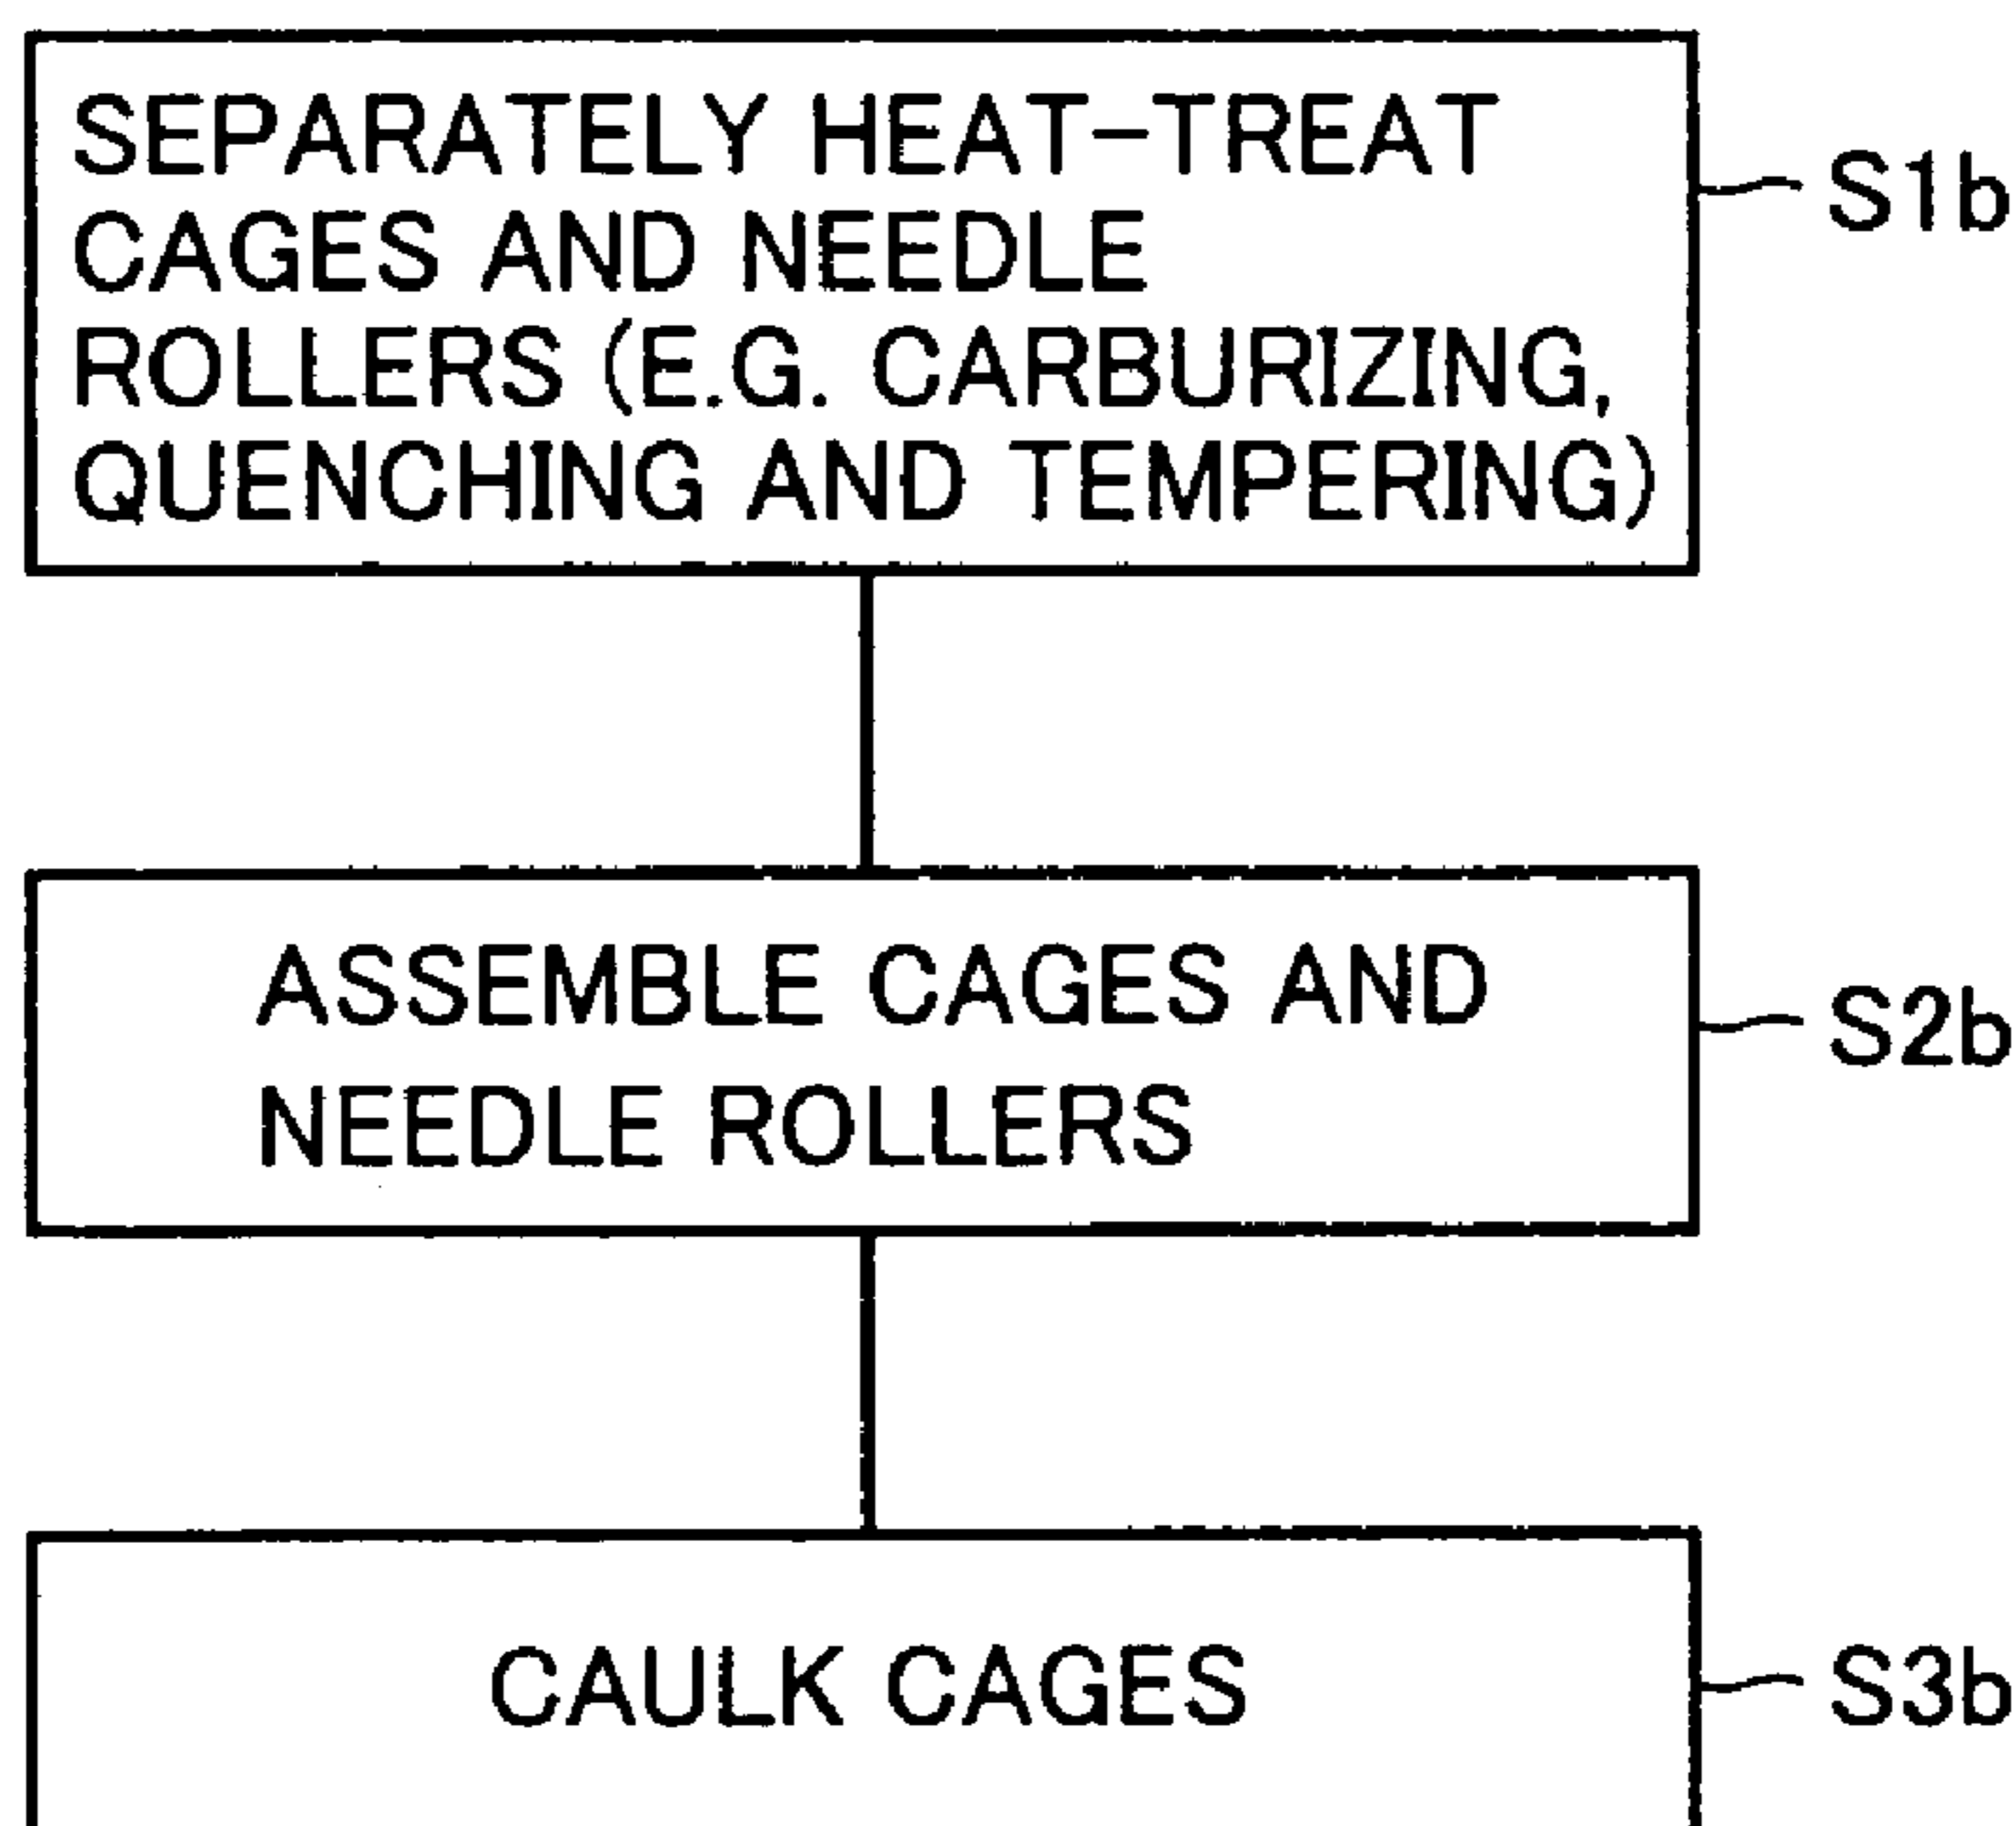 SEPARATELY HEAT-TREAT
CAGES AND NEEDLE
ROLLERS (E.G. CARBURIZING,
QUENCHING AND TEMPERING)
S1b
ASSEMBLE CAGES AND
NEEDLE ROLLERS
S2b
CAULK CAGES
S3b